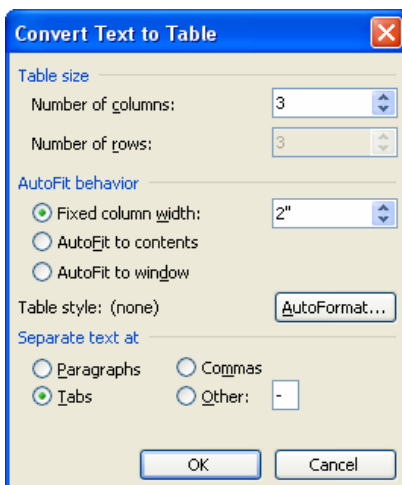 Convert Text to Table
Table size
Number of columns: 3
Number of rows: 3
AutoFit behavior
Fixed column width: 2"
AutoFit to contents
AutoFit to window
Table style: (none) AutoFormat...
Separate text at
Paragraphs Commas
Tabs Other: -
OK Cancel